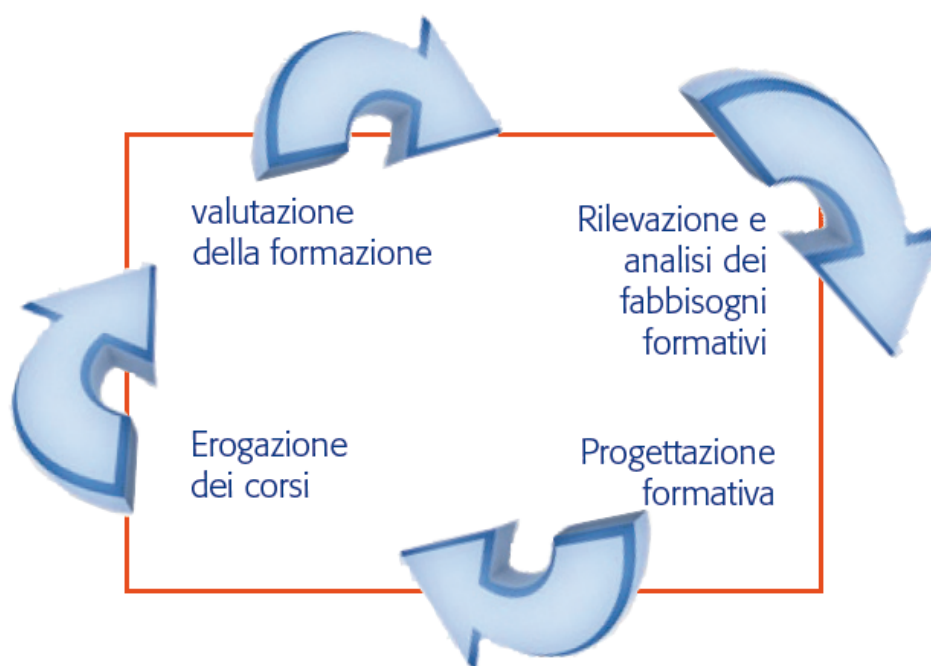 valutazione
della formazione
Rilevazione e
analisi dei
fabbisogni
formativi
Erogazione
dei corsi
Progettazione
formativa